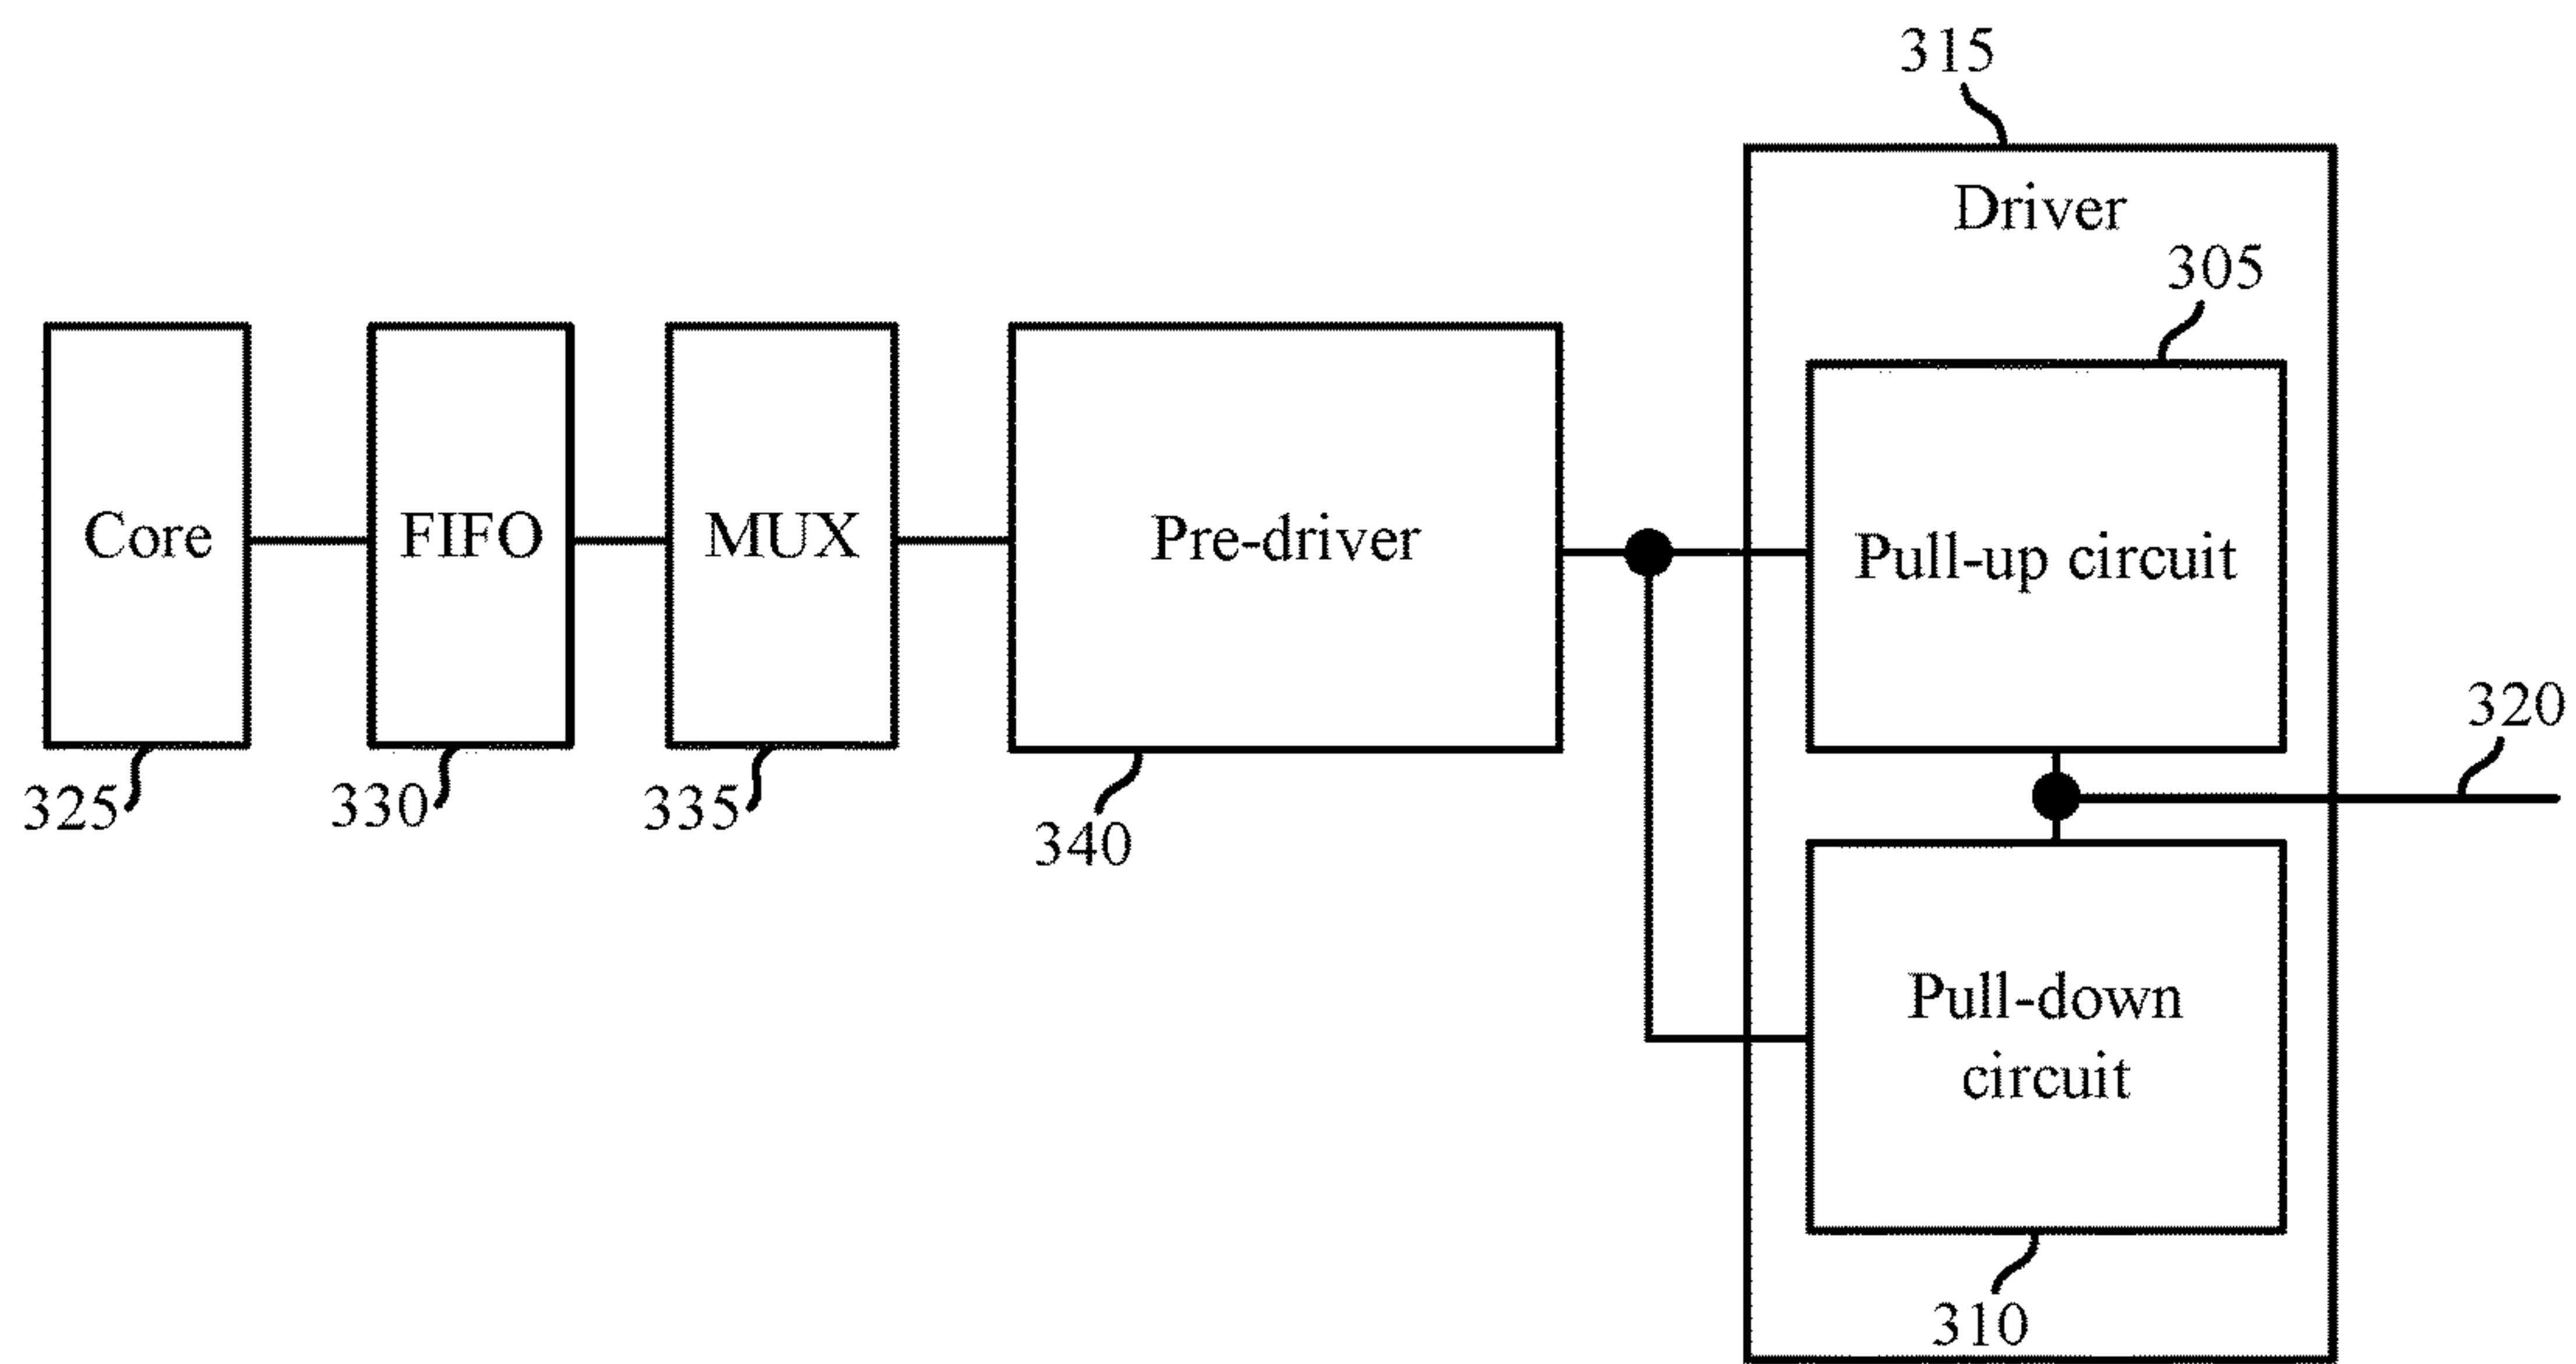 315
Driver
305
Core
FIFO
MUX
Pre-driver
Pull-up circuit
320
325
330
335
340
Pull-down
circuit
310